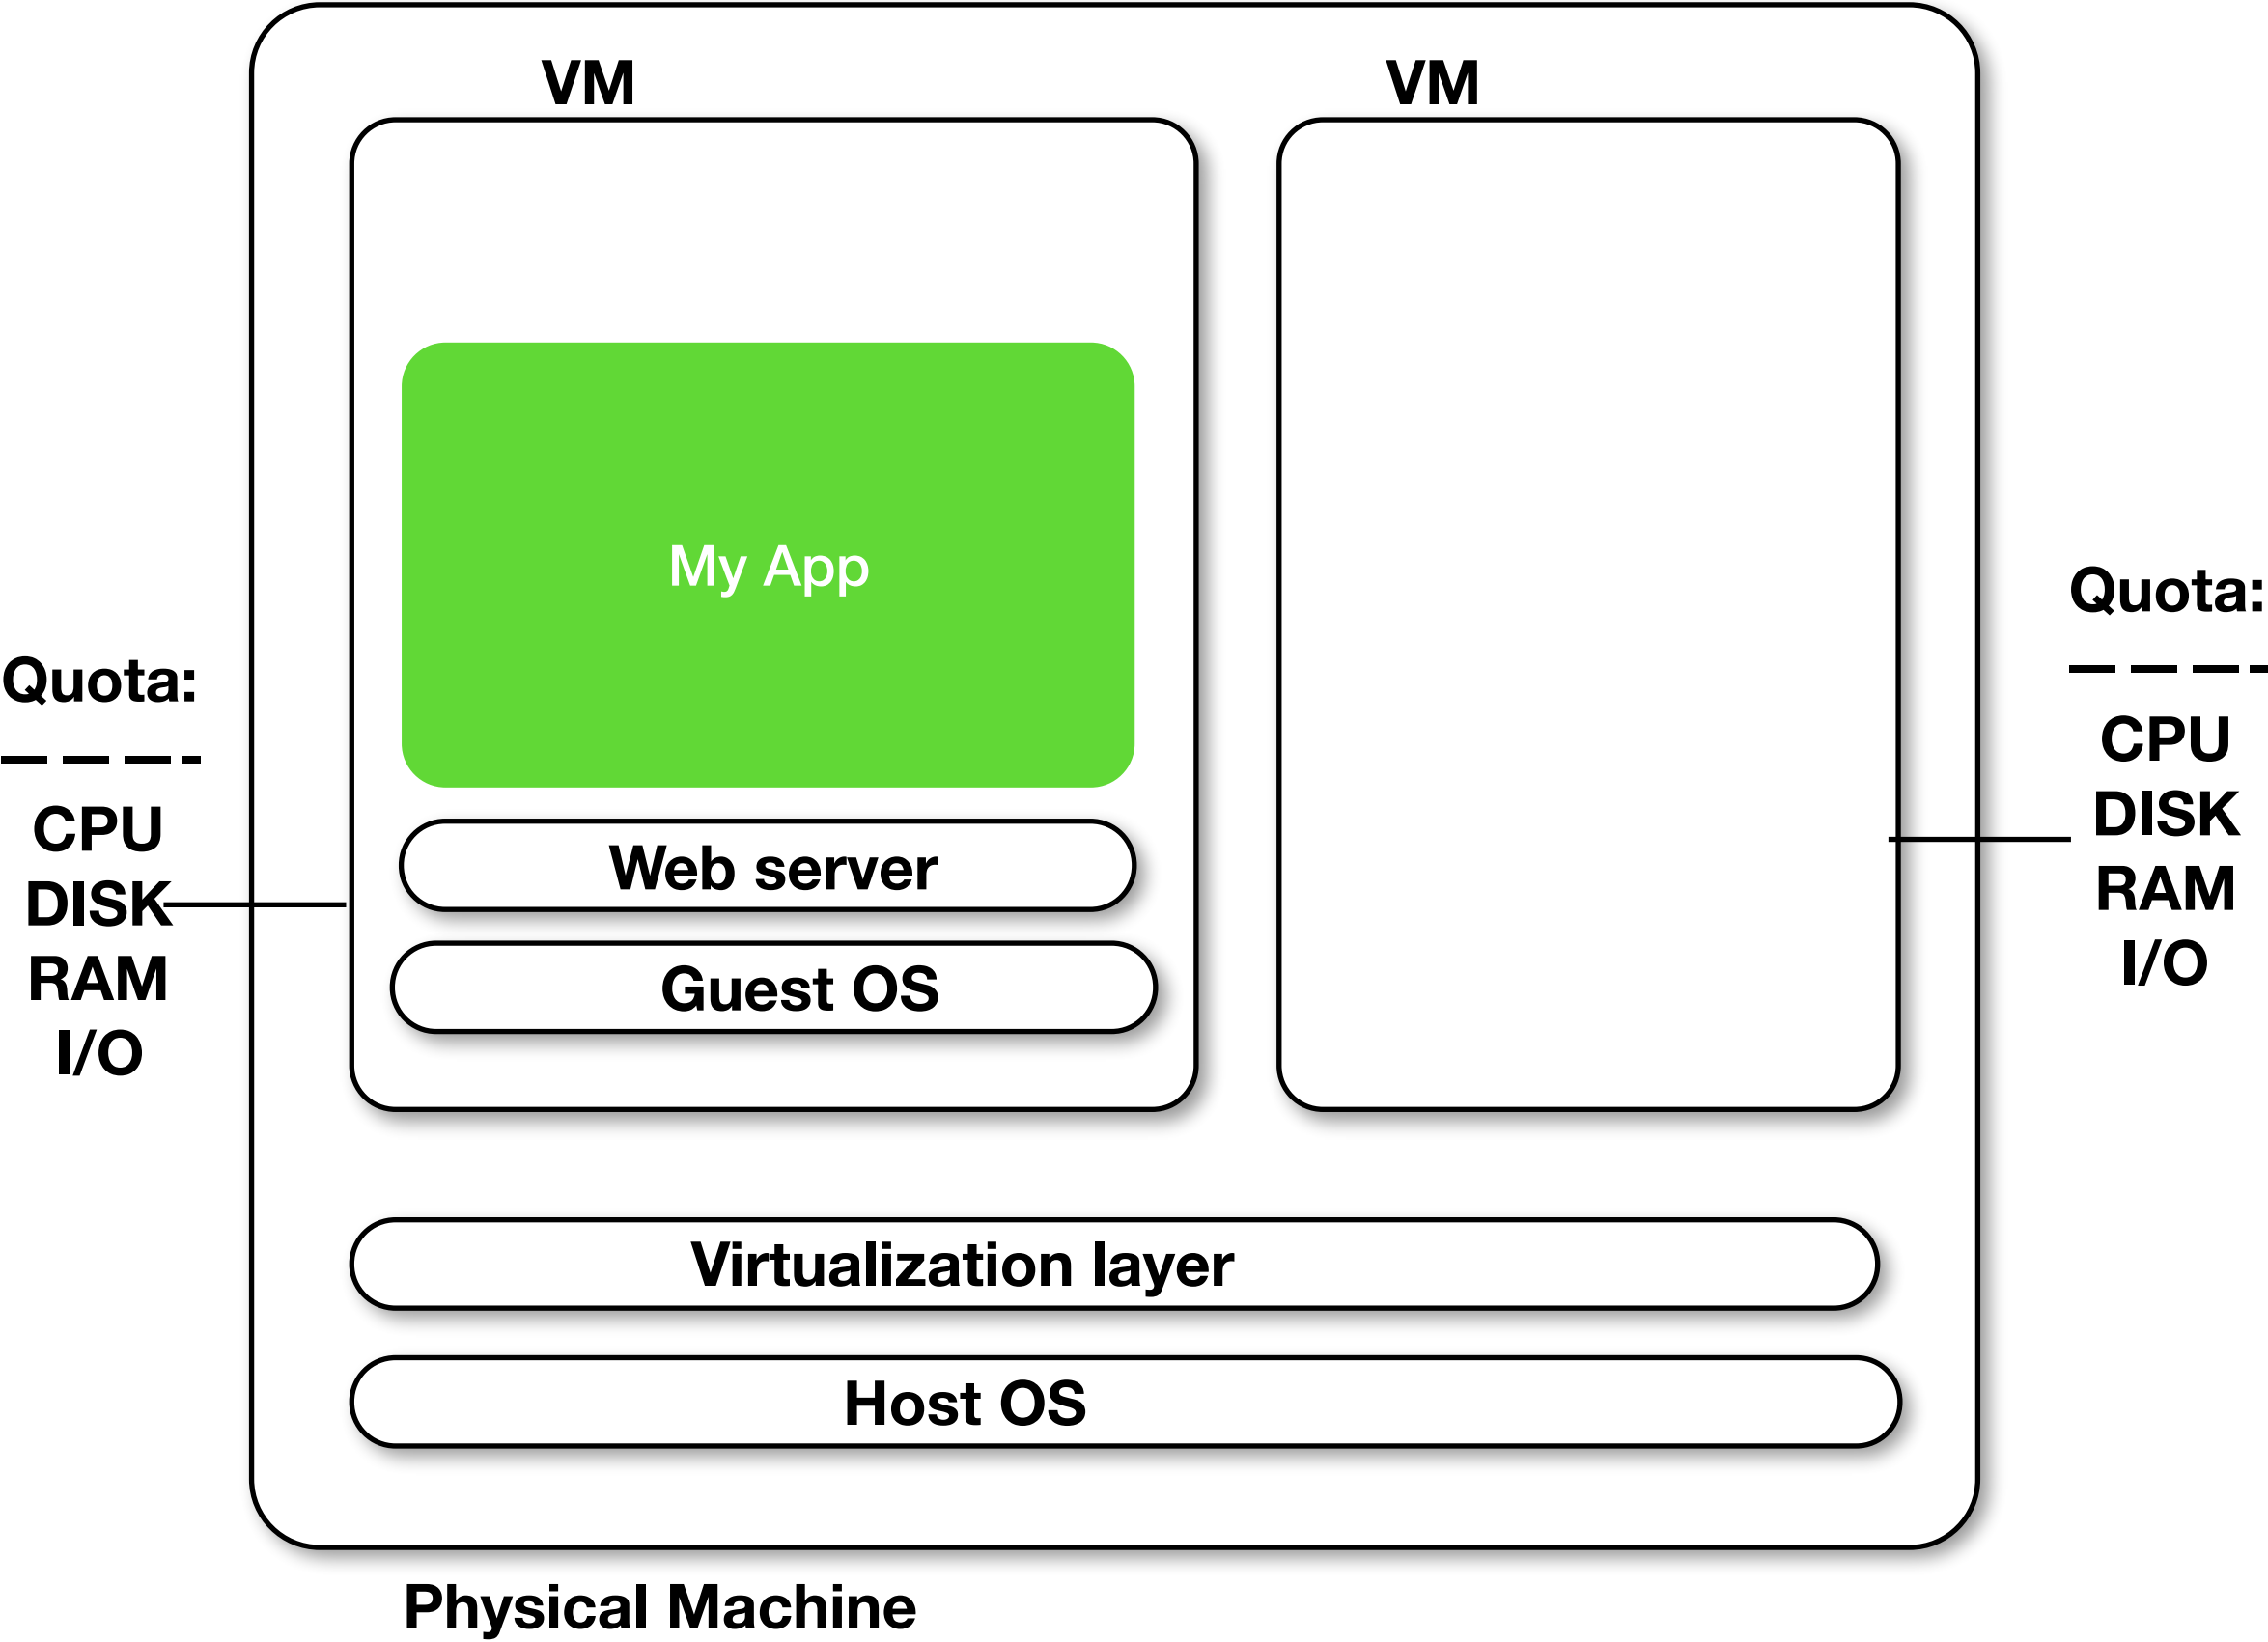 VM
VM
My App
Web server
Guest OS
Quota:
CPU
DISK
RAM
I/O
Quota:
CPU
DISK
RAM
I/O
Virtualization layer
Host OS
Physical Machine